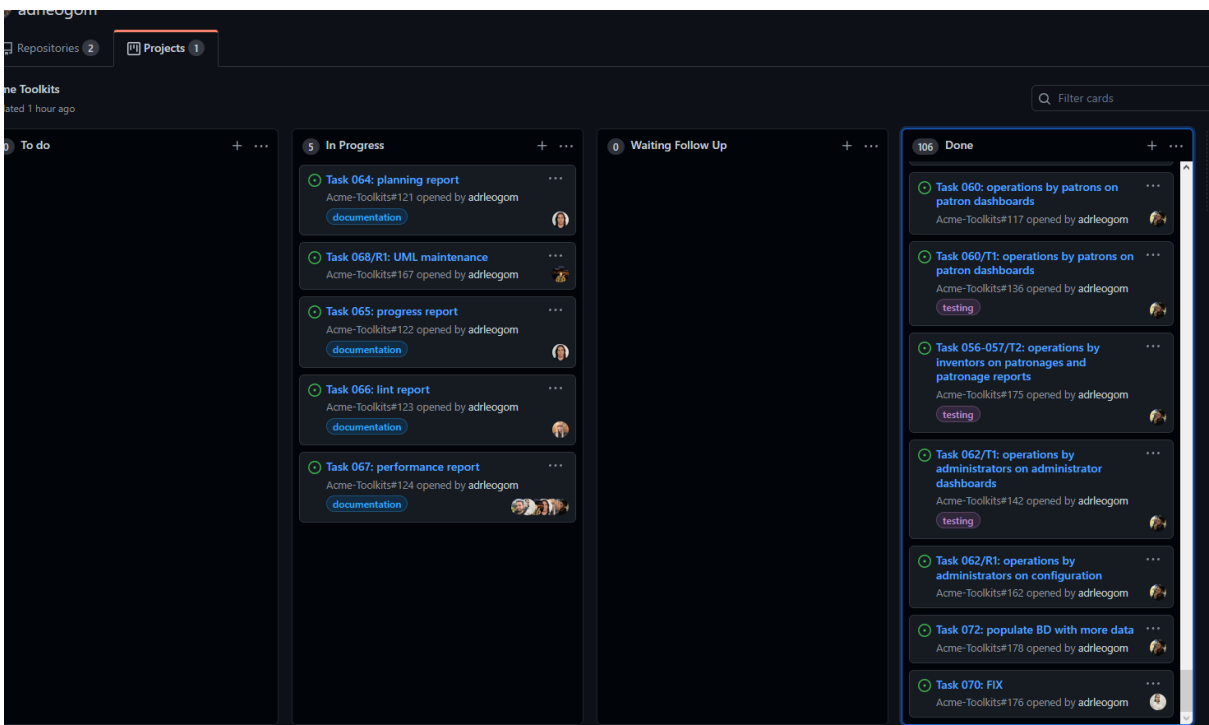 adrleogom
Repositories 2
Projects 1
me Toolkits
ated 1 hour ago
Filter cards
0 To do
5 In Progress
Task 064: planning report
Acme-Toolkits#121 opened by adrleogom
documentation
Task 068/R1: UML maintenance
Acme-Toolkits#167 opened by adrleogom
Task 065: progress report
Acme-Toolkits#122 opened by adrleogom
documentation
Task 066: lint report
Acme-Toolkits#123 opened by adrleogom
documentation
Task 067: performance report
Acme-Toolkits#124 opened by adrleogom
documentation
0 Waiting Follow Up
106 Done
Task 060: operations by patrons on
patron dashboards
Acme-Toolkits#117 opened by adrleogom
Task 060/T1: operations by patrons on
patron dashboards
Acme-Toolkits#136 opened by adrleogom
testing
Task 056-057/T2: operations by
inventors on patronages and
patronage reports
Acme-Toolkits#175 opened by adrleogom
testing
Task 062/T1: operations by
administrators on administrator
dashboards
Acme-Toolkits#142 opened by adrleogom
testing
Task 062/R1: operations by
administrators on configuration
Acme-Toolkits#162 opened by adrleogom
Task 072: populate BD with more data
Acme-Toolkits#178 opened by adrleogom
Task 070: FIX
Acme-Toolkits#176 opened by adrleogom